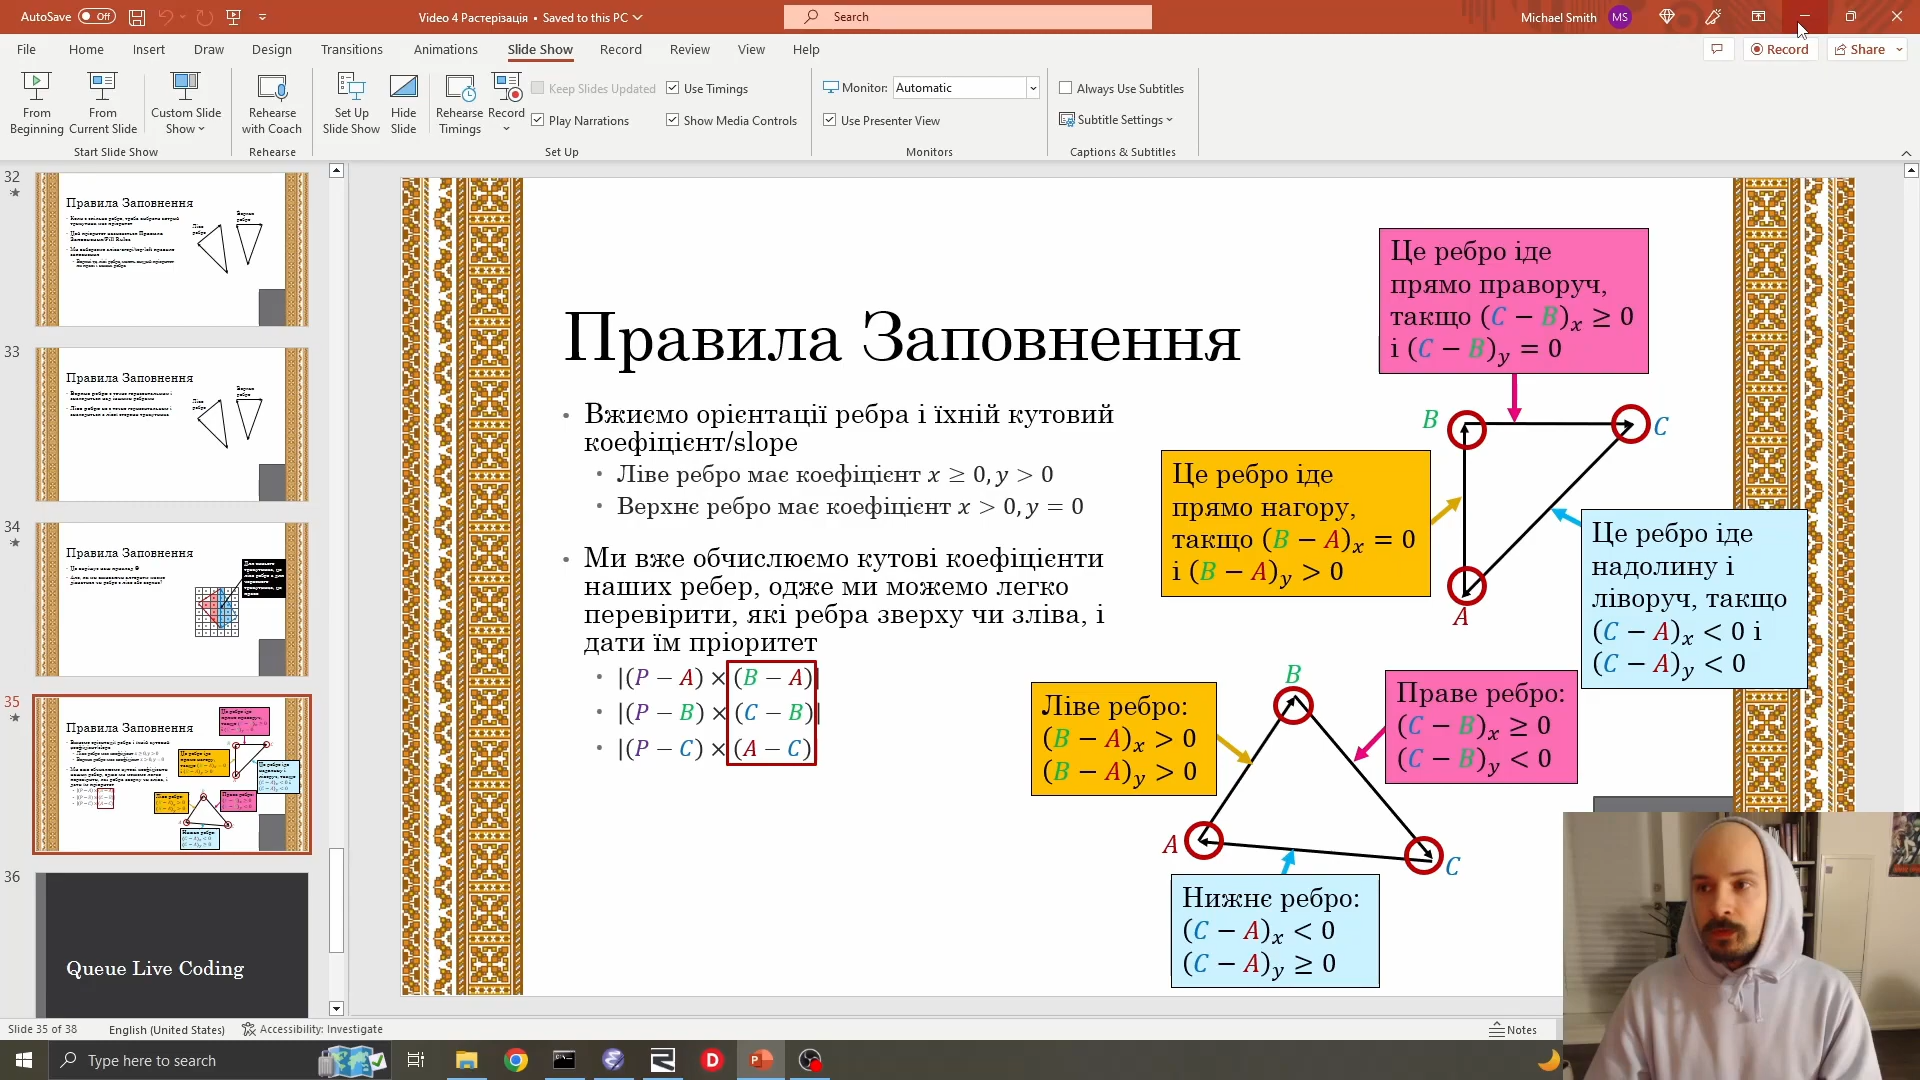 AutoSave Off
Video 4 Растерізація • Saved to this PC
Search
Michael Smith MS
File Home Insert Draw Design Transitions Animations Slide Show Record Review View Help
Record
Share
From Beginning
From Current Slide
Custom Slide Show
Rehearse with Coach
Set Up Slide Show
Hide Slide
Rehearse Timings
Record
Keep Slides Updated
Play Narrations
Use Timings
Show Media Controls
Monitor: Automatic
Use Presenter View
Always Use Subtitles
Subtitle Settings
Start Slide Show
Rehearse
Set Up
Monitors
Captions & Subtitles
32
Правила Заповнення
33
Правила Заповнення
34
Правила Заповнення
35
Правила Заповнення
36
Queue Live Coding
Правила Заповнення
• Вжиємо орієнтації ребра і їхній кутовий
коефіцієнт/slope
• Ліве ребро має коефіцієнт x ≥ 0, y > 0
• Верхнє ребро має коефіцієнт x > 0, y = 0
• Ми вже обчислюємо кутові коефіцієнти
наших ребер, одже ми можемо легко
перевірити, які ребра зверху чи зліва, і
дати їм пріоритет
• |(P − A) × (B − A)|
• |(P − B) × (C − B)|
• |(P − C) × (A − C)|
Це ребро іде
прямо праворуч,
такщо (C − B)x ≥ 0
і (C − B)y = 0
B
C
A
Це ребро іде
прямо нагору,
такщо (B − A)x = 0
і (B − A)y > 0
Це ребро іде
надолину і
ліворуч, такщо
(C − A)x < 0 і
(C − A)y < 0
B
A
C
Ліве ребро:
(B − A)x > 0
(B − A)y > 0
Праве ребро:
(C − B)x ≥ 0
(C − B)y < 0
Нижнє ребро:
(C − A)x < 0
(C − A)y ≥ 0
Slide 35 of 38
English (United States)
Accessibility: Investigate
Notes
Type here to search